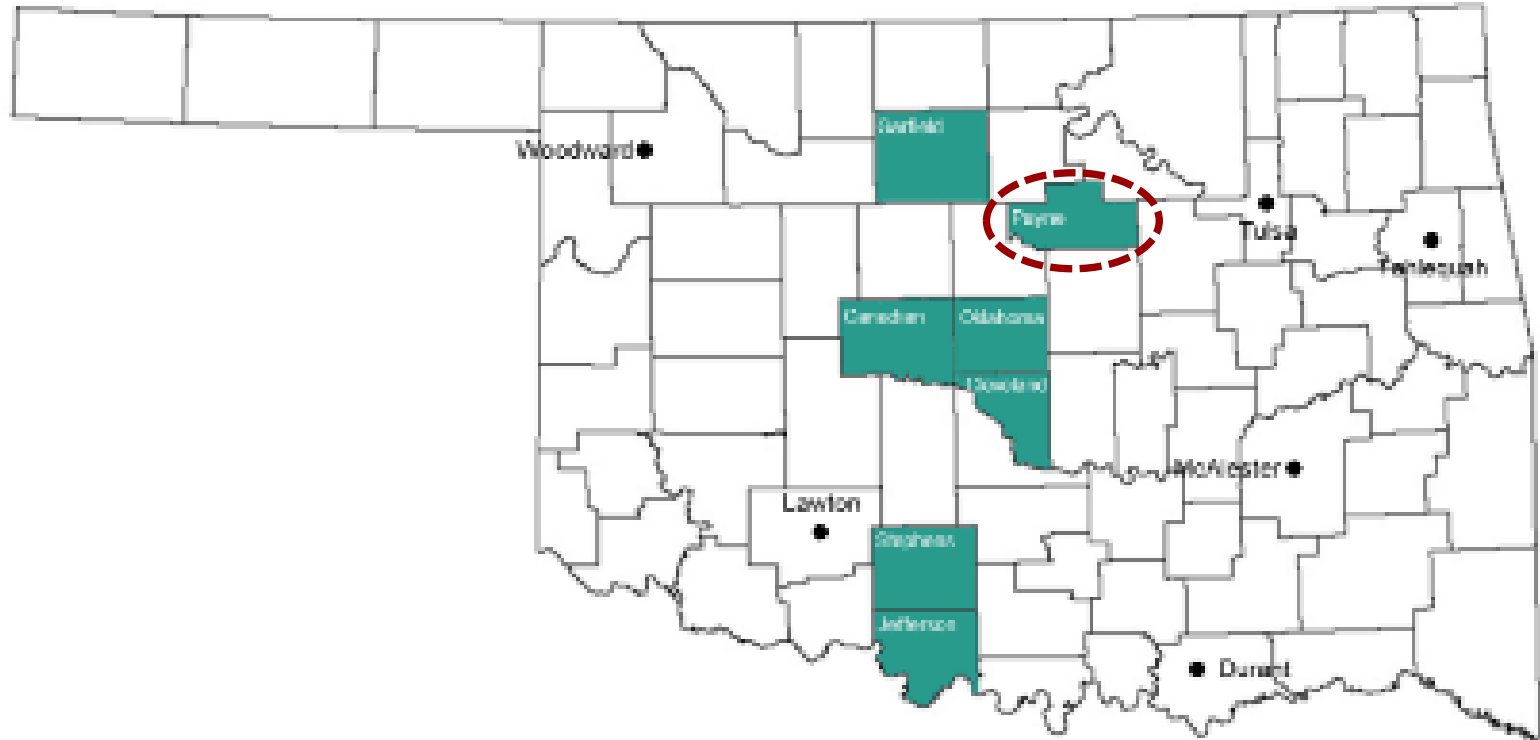 Garfield
Woodward
Payne
Tulsa
Tahlequah
Canadian
Oklahoma
Cleveland
McAlester
Lawton
Stephens
Jefferson
Durant